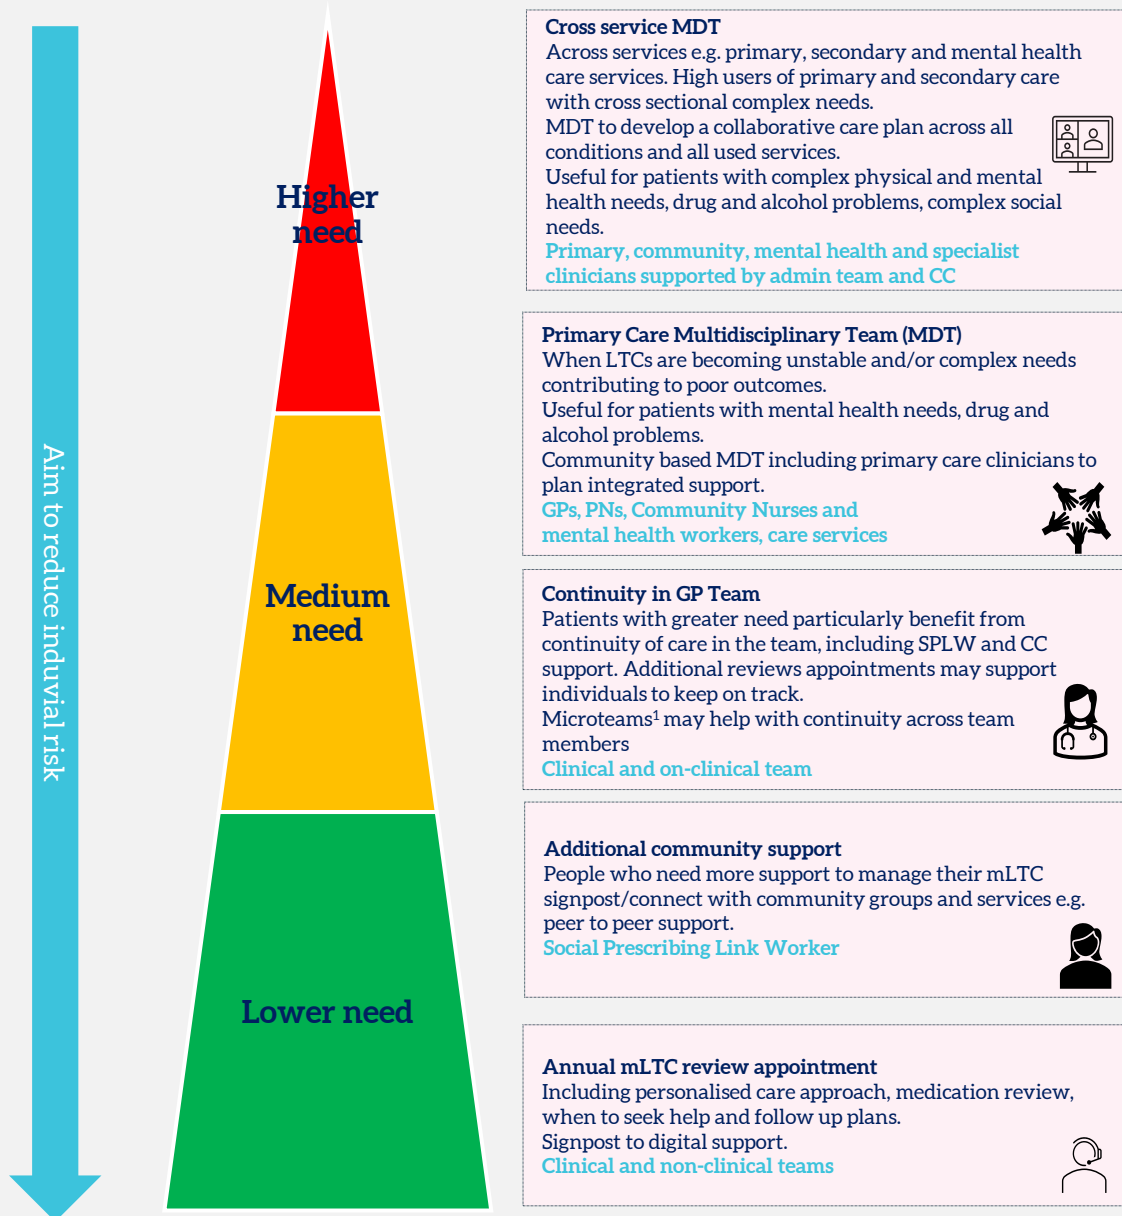 Aim to reduce induvial risk
Higher
need
Medium
need
Lower need
Cross service MDT
Across services e.g. primary, secondary and mental health
care services. High users of primary and secondary care
with cross sectional complex needs.
MDT to develop a collaborative care plan across all
conditions and all used services.
Useful for patients with complex physical and mental
health needs, drug and alcohol problems, complex social
needs.
Primary, community, mental health and specialist
clinicians supported by admin team and CC
Primary Care Multidisciplinary Team (MDT)
When LTCs are becoming unstable and/or complex needs
contributing to poor outcomes.
Useful for patients with mental health needs, drug and
alcohol problems.
Community based MDT including primary care clinicians to
plan integrated support.
GPs, PNs, Community Nurses and
mental health workers, care services
Continuity in GP Team
Patients with greater need particularly benefit from
continuity of care in the team, including SPLW and CC
support. Additional reviews appointments may support
individuals to keep on track.
Microteams¹ may help with continuity across team
members
Clinical and on-clinical team
Additional community support
People who need more support to manage their mLTC
signpost/connect with community groups and services e.g.
peer to peer support.
Social Prescribing Link Worker
Annual mLTC review appointment
Including personalised care approach, medication review,
when to seek help and follow up plans.
Signpost to digital support.
Clinical and non-clinical teams